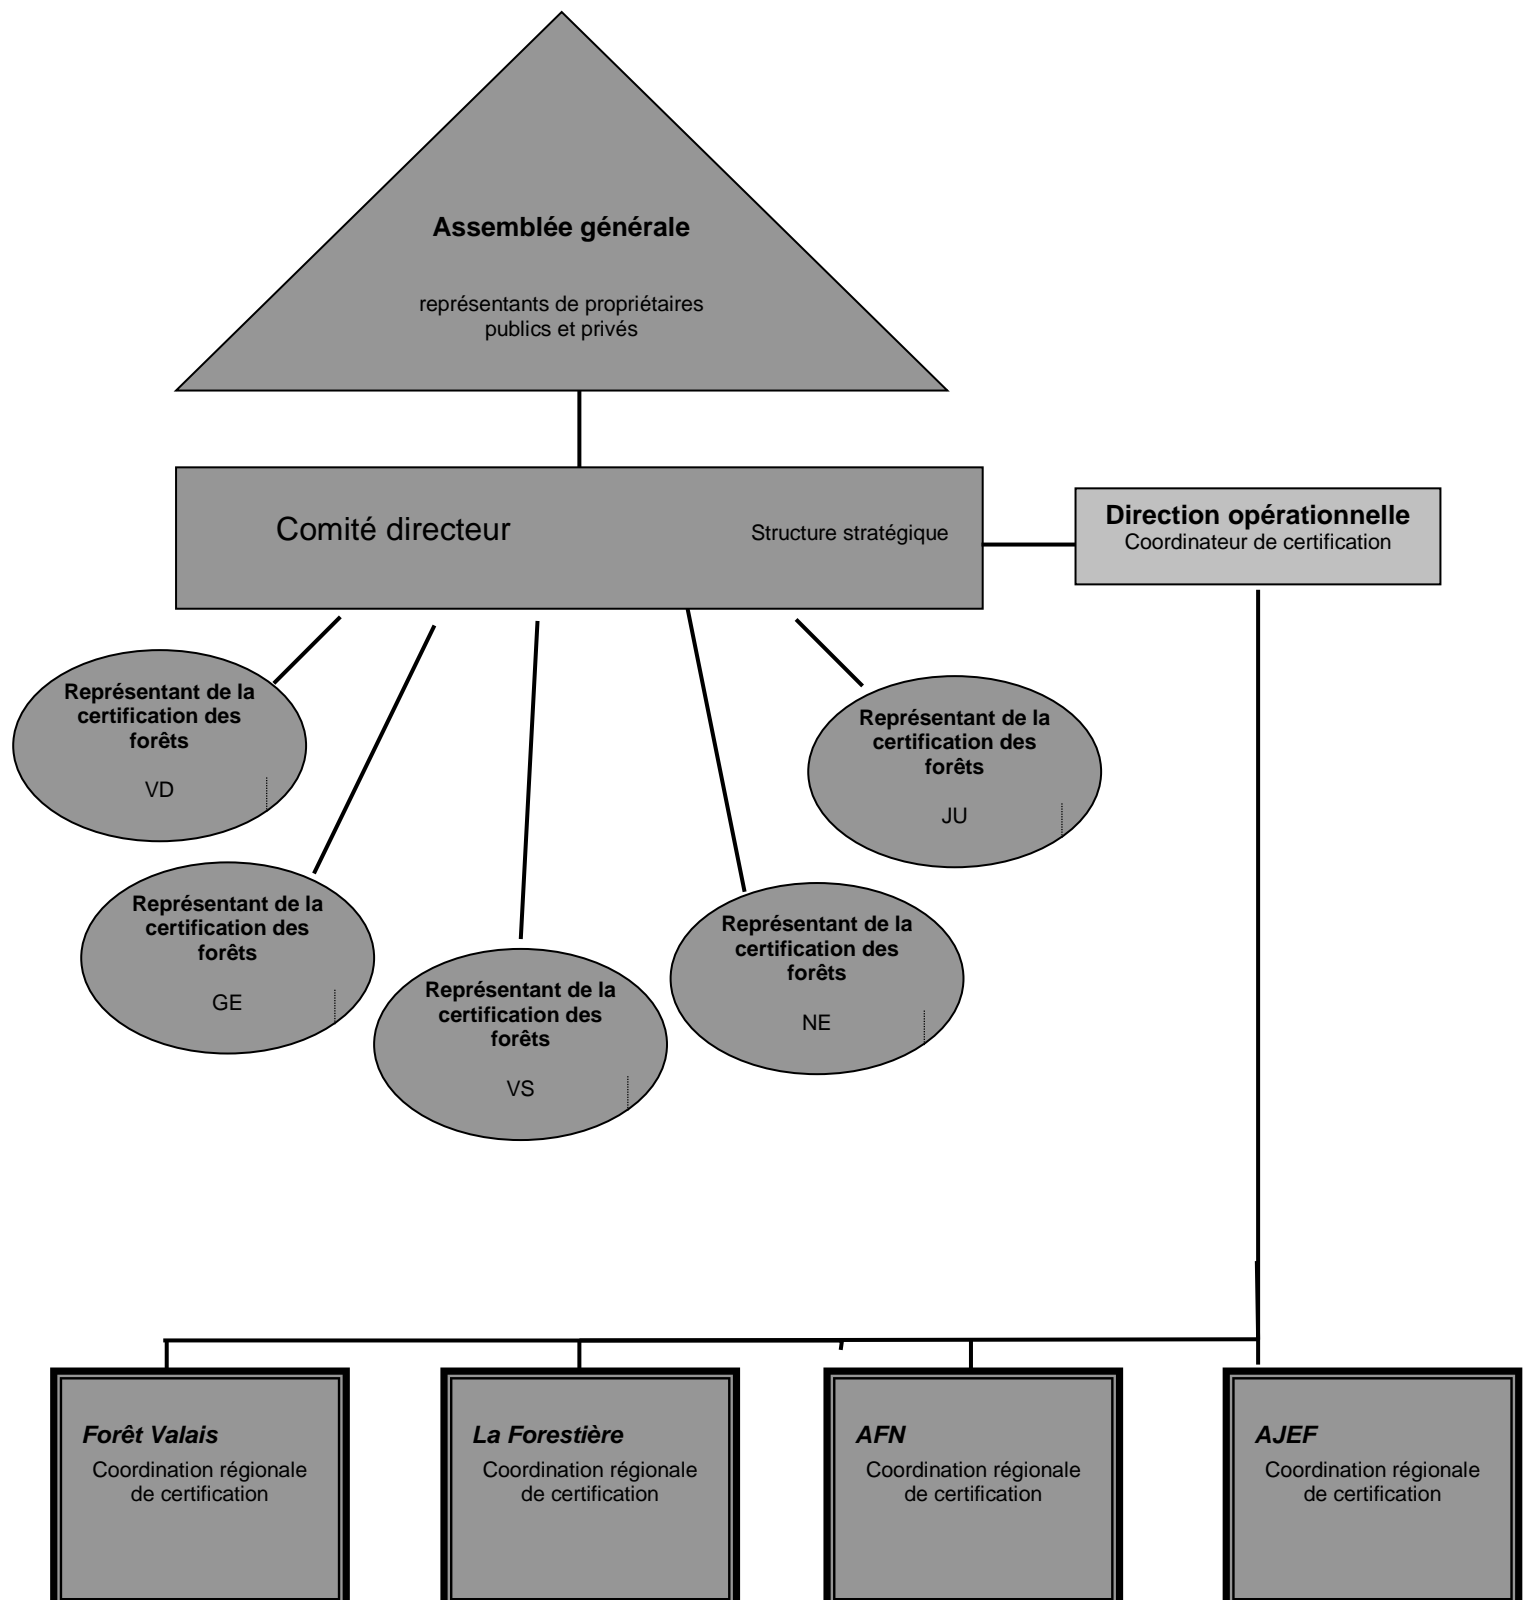 Assemblée générale
représentants de propriétaires
publics et privés
Comité directeur
Structure stratégique
Direction opérationnelle
Coordinateur de certification
Représentant de la
certification des
forêts
VD
Représentant de la
certification des
forêts
GE
Représentant de la
certification des
forêts
VS
Représentant de la
certification des
forêts
NE
Représentant de la
certification des
forêts
JU
Forêt Valais
Coordination régionale
de certification
La Forestière
Coordination régionale
de certification
AFN
Coordination régionale
de certification
AJEF
Coordination régionale
de certification